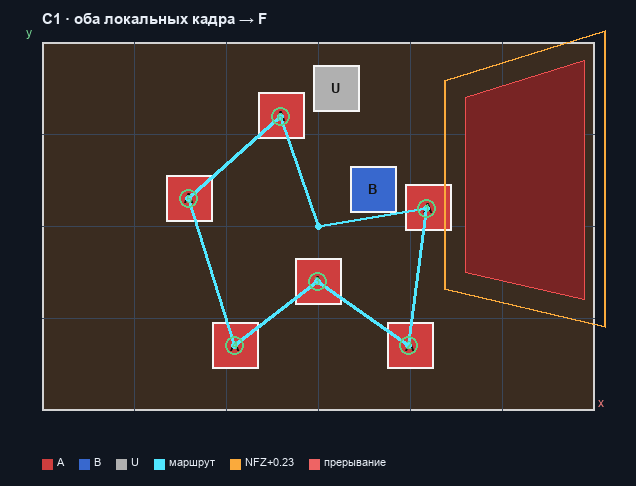 C1 · оба локальных кадра → F
y
U
B
x
A B U маршрут NFZ+0.23 прерывание